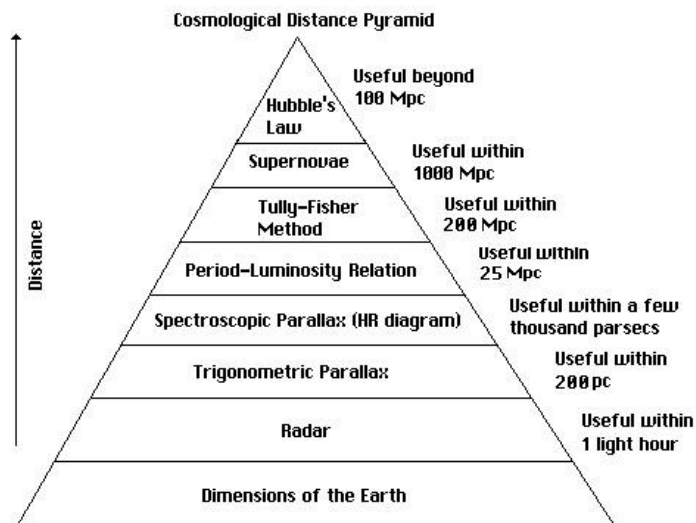 Cosmological Distance Pyramid
Useful beyond
100 Mpc
Hubble's
Law
Supernovae
Useful within
1000 Mpc
Tully-Fisher
Method
Useful within
200 Mpc
Distance
Period-Luminosity Relation
Useful within
25 Mpc
Spectroscopic Parallax (HR diagram)
Useful within a few
thousand parsecs
Trigonometric Parallax
Useful within
200 pc
Radar
Useful within
1 light hour
Dimensions of the Earth